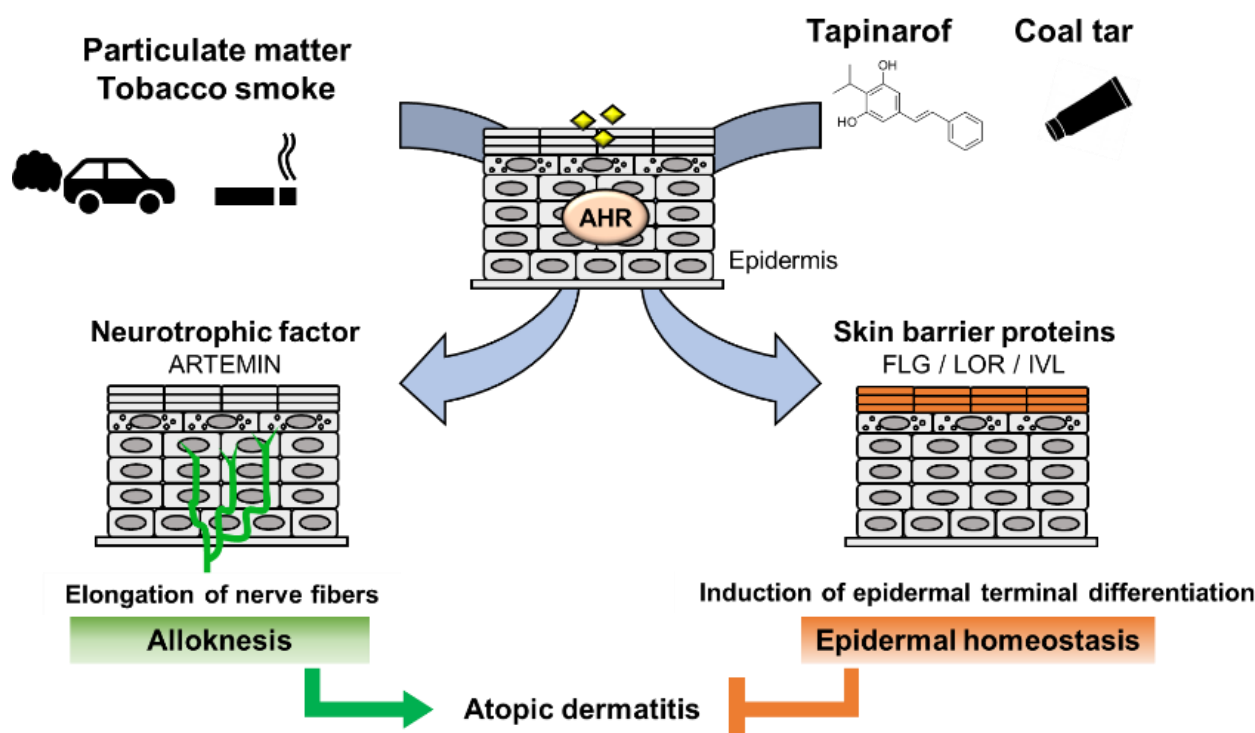 Particulate matter
Tobacco smoke
Tapinarof
Coal tar
OH
HO
AHR
Epidermis
Neurotrophic factor
ARTEMIN
Skin barrier proteins
FLG / LOR / IVL
Elongation of nerve fibers
Alloknesis
Induction of epidermal terminal differentiation
Epidermal homeostasis
Atopic dermatitis